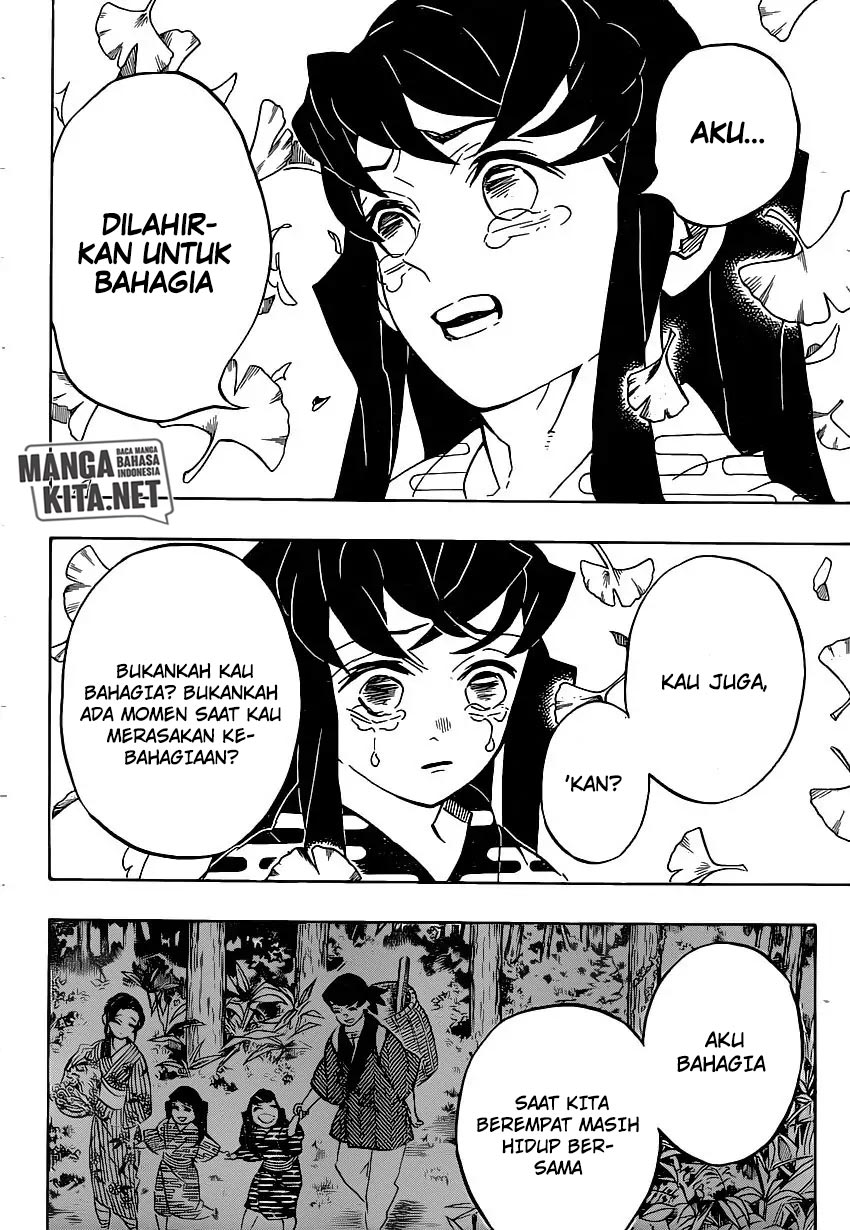 AKU...
DILAHIR-
KAN UNTUK
BAHAGIA
MANGA
KITA.NET
BACA MANGA
BAHASA
INDONESIA
KAU JUGA,
'KAN?
BUKANKAH KAU
BAHAGIA? BUKANKAH
ADA MOMEN SAAT KAU
MERASAKAN KE-
BAHAGIAAN?
AKU
BAHAGIA
SAAT KITA
BEREMPAT MASIH
HIDUP BER-
SAMA